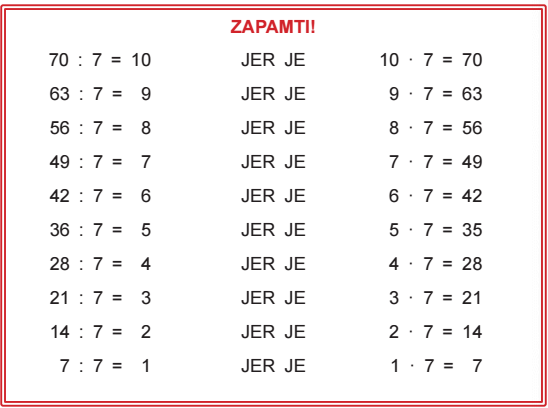 ZAPAMTI!
70 : 7 = 10 JER JE 10 · 7 = 70
63 : 7 = 9 JER JE 9 · 7 = 63
56 : 7 = 8 JER JE 8 · 7 = 56
49 : 7 = 7 JER JE 7 · 7 = 49
42 : 7 = 6 JER JE 6 · 7 = 42
36 : 7 = 5 JER JE 5 · 7 = 35
28 : 7 = 4 JER JE 4 · 7 = 28
21 : 7 = 3 JER JE 3 · 7 = 21
14 : 7 = 2 JER JE 2 · 7 = 14
7 : 7 = 1 JER JE 1 · 7 = 7